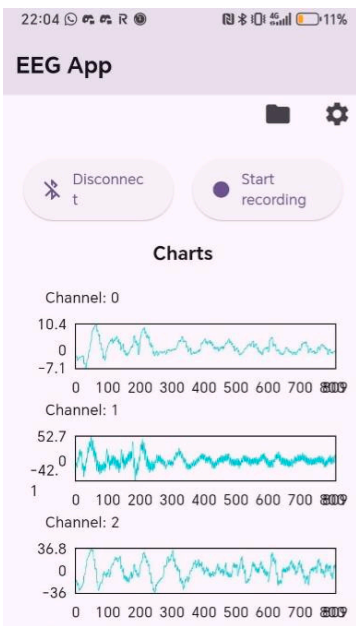 22:04 R 4G 11%
EEG App
Disconnec
t
Start
recording
Charts
Channel: 0
10.4
0
-7.1
0 100 200 300 400 500 600 700
Channel: 1
52.7
0
-42.
1
0 100 200 300 400 500 600 700
Channel: 2
36.8
0
-36
0 100 200 300 400 500 600 700